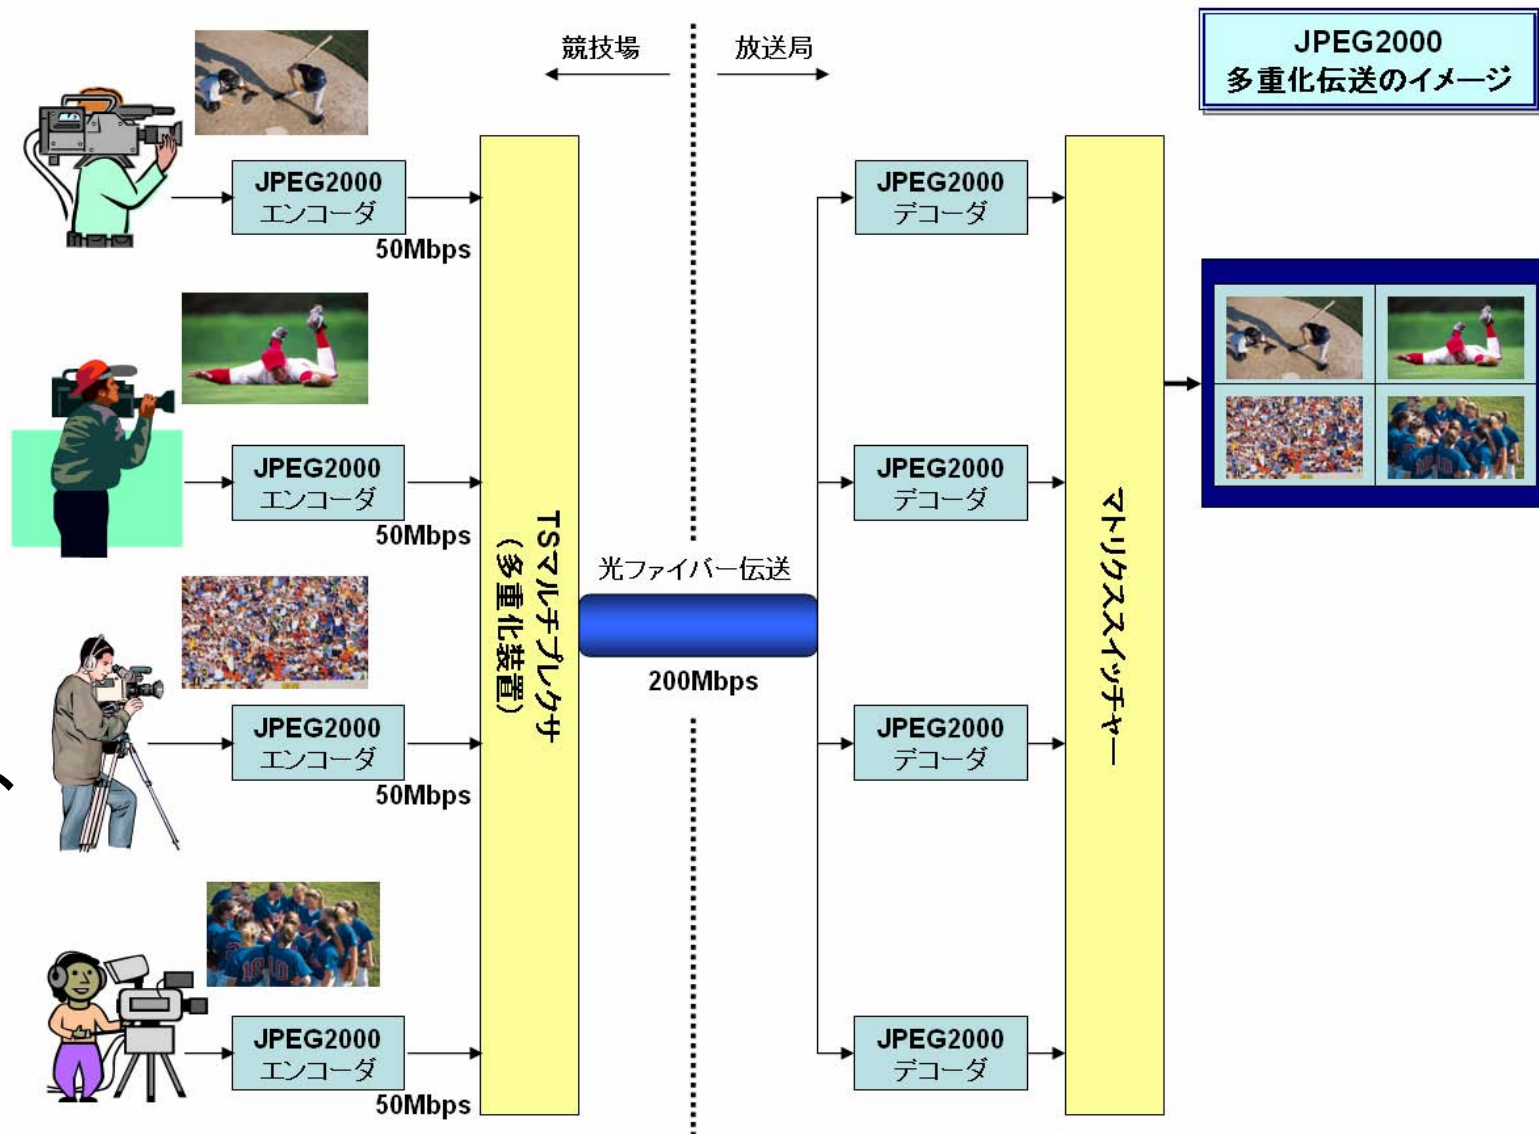 競技場
放送局
JPEG2000
多重化伝送のイメージ
JPEG2000
エンコーダ
50Mbps
JPEG2000
エンコーダ
50Mbps
JPEG2000
エンコーダ
50Mbps
JPEG2000
エンコーダ
50Mbps
TSマルチプレクサ
(多重化装置)
光ファイバー伝送
200Mbps
JPEG2000
デコーダ
JPEG2000
デコーダ
JPEG2000
デコーダ
JPEG2000
デコーダ
マトリクススイッチャー